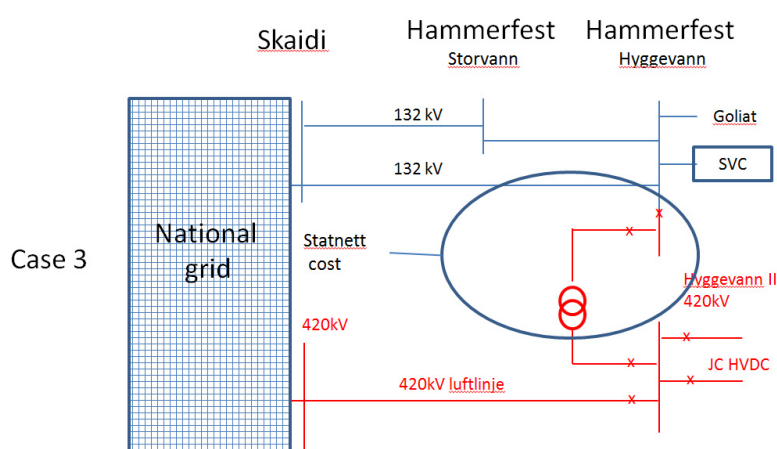 Skaidi
Hammerfest
Storvann
Hammerfest
Hyggevann
132 kV
Goliat
132 kV
SVC
Case 3
National
grid
Statnett
cost
Hyggevann II
420kV
420kV
JC HVDC
420kV luftlinje